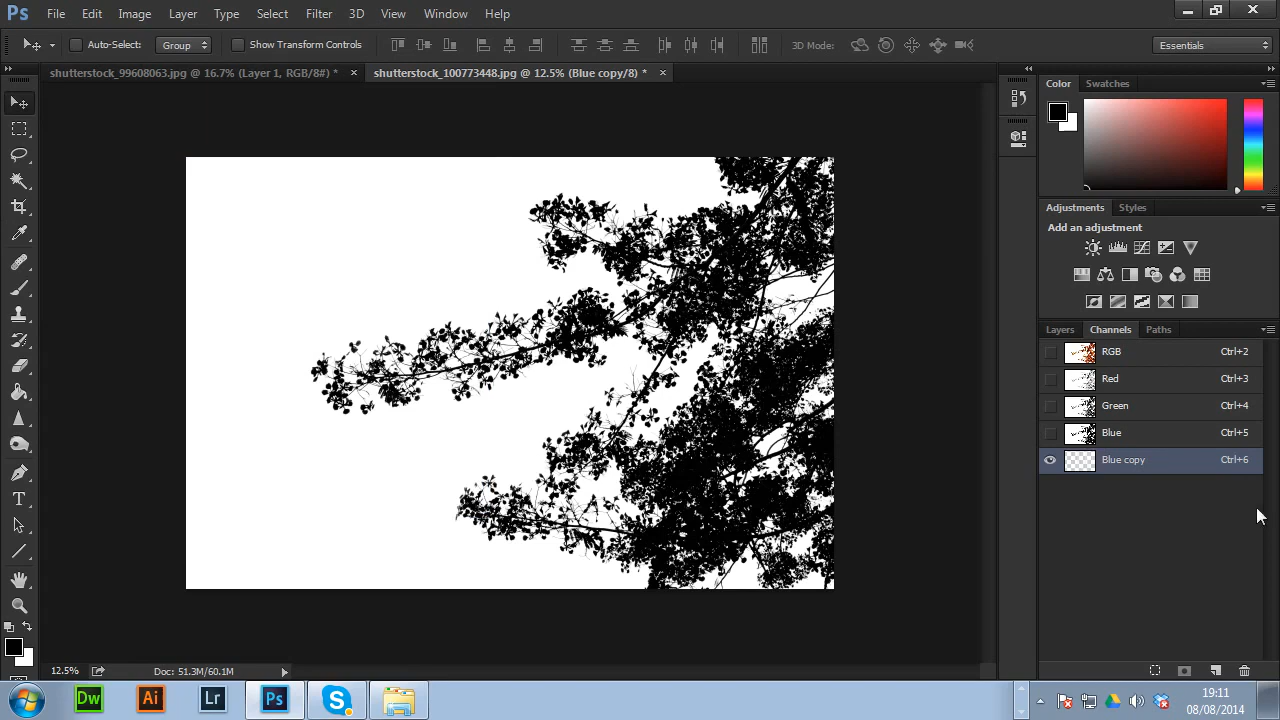 Ps File Edit Image Layer Type Select Filter 3D View Window Help
Auto-Select: Group Show Transform Controls 3D Mode: Essentials
shutterstock_99608063.jpg @ 16.7% (Layer 1, RGB/8#) * × shutterstock_100773448.jpg @ 12.5% (Blue copy/8) * ×
Color Swatches
Adjustments Styles
Add an adjustment
Layers Channels Paths
RGB Ctrl+2
Red Ctrl+3
Green Ctrl+4
Blue Ctrl+5
Blue copy Ctrl+6
T
12.5% Doc: 51.3M/60.1M
Dw Ai Lr Ps S
19:11
08/08/2014